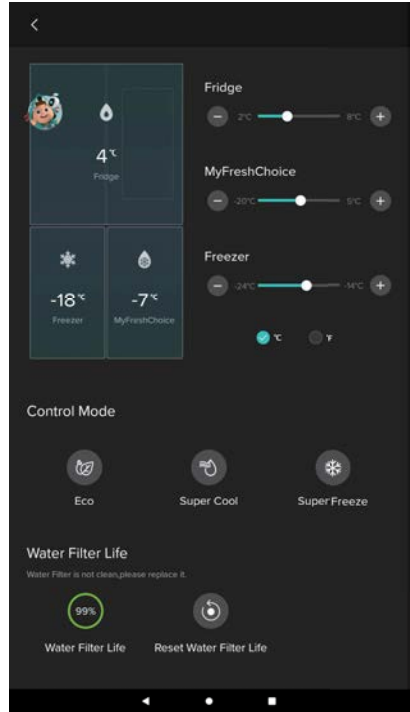 Fridge
2°C
8°C
4°C
Fridge
MyFreshChoice
-20°C
5°C
Freezer
-24°C
-14°C
-18°C
Freezer
-7°C
MyFreshChoice
°C
°F
Control Mode
Eco
Super Cool
Super Freeze
Water Filter Life
Water Filter is not clean,please replace it.
99%
Water Filter Life
Reset Water Filter Life